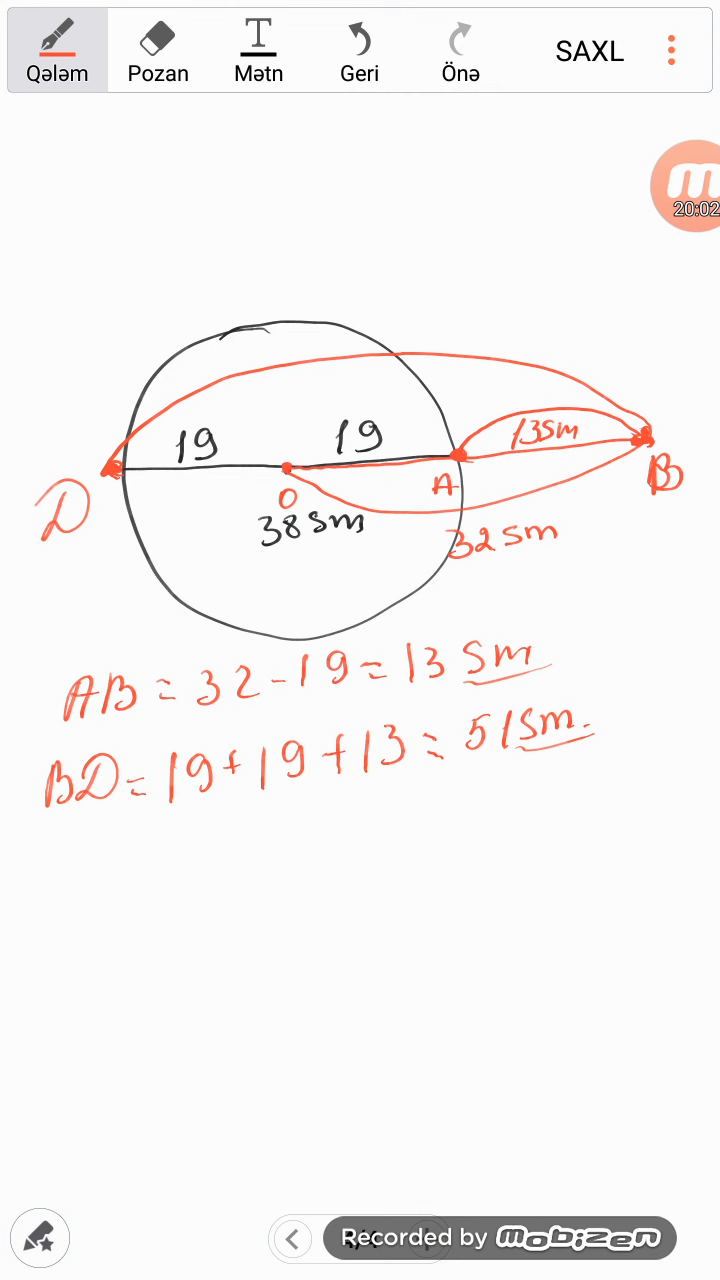 Qələm Pozan Mətn Geri Önə SAXL
20:02
19 19 13sm
D O A B
38sm
32sm
AB = 32 - 19 = 13 sm
BD = 19 + 19 + 13 = 51sm.
Recorded by mobizen